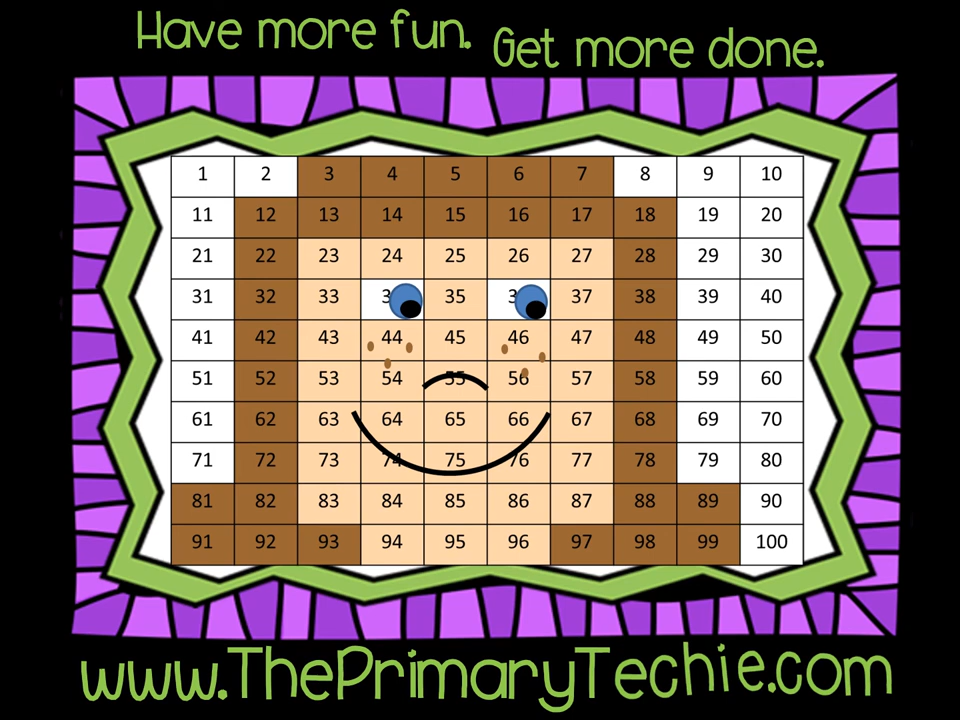 Have more fun. Get more done.
1 2 3 4 5 6 7 8 9 10
11 12 13 14 15 16 17 18 19 20
21 22 23 24 25 26 27 28 29 30
31 32 33 35 37 38 39 40
41 42 43 44 45 46 47 48 49 50
51 52 53 54 55 56 57 58 59 60
61 62 63 64 65 66 67 68 69 70
71 72 73 74 75 76 77 78 79 80
81 82 83 84 85 86 87 88 89 90
91 92 93 94 95 96 97 98 99 100
www.ThePrimaryTechie.com